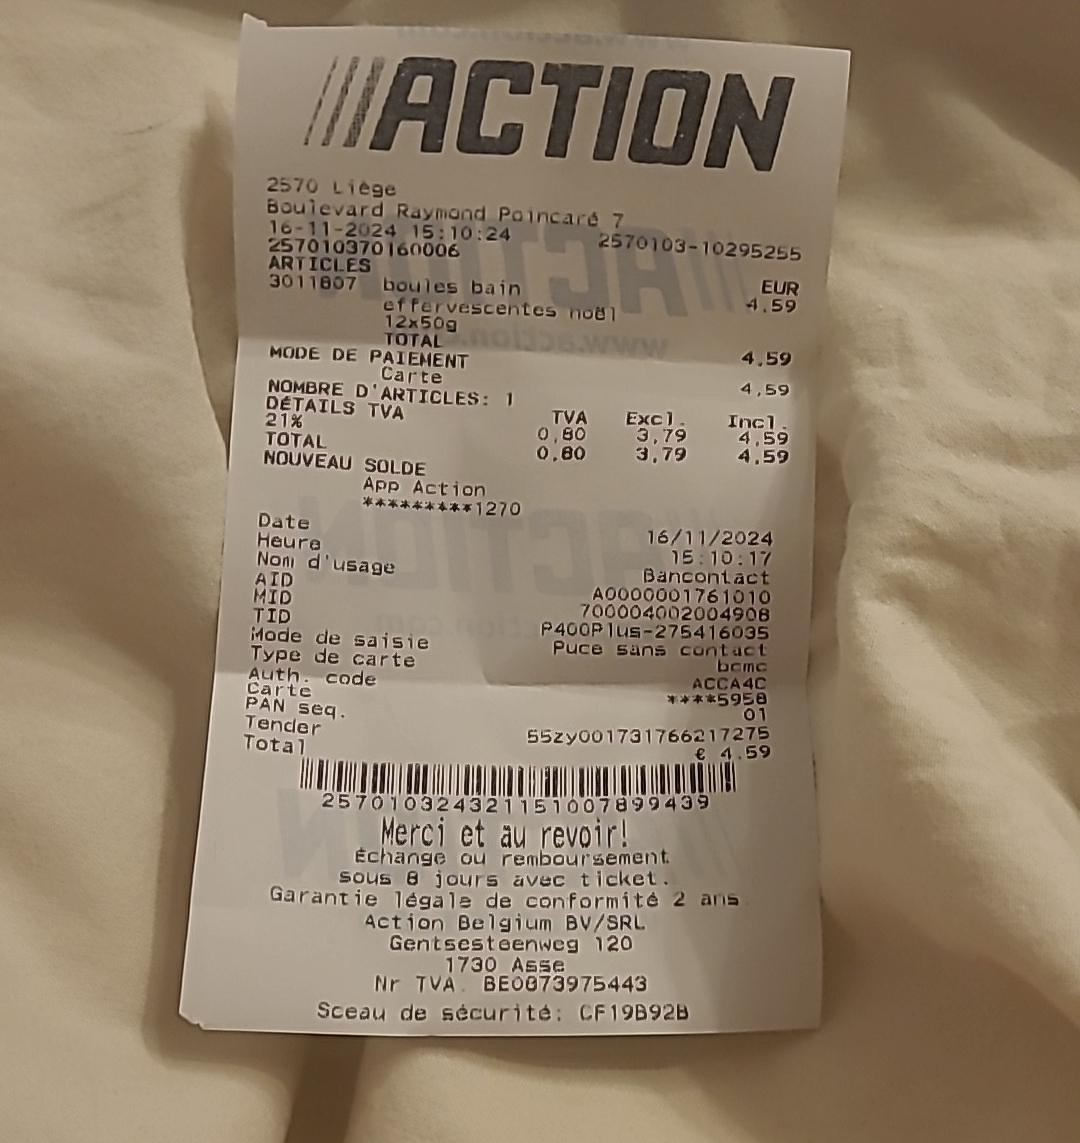 ///ACTION
2570 Liège
Boulevard Raymond Poincaré 7
16-11-2024 15:10:24 2570103-10295255
257010370160006
ARTICLES EUR
3011807 boules bain 4.59
effervescentes noël
12x50g
TOTAL 4,59
MODE DE PAIEMENT
Carte 4,59
NOMBRE D'ARTICLES: 1
DÉTAILS TVA TVA Excl. Incl.
21% 0,80 3,79 4,59
TOTAL 0,80 3,79 4,59
NOUVEAU SOLDE
App Action
*********1270
Date 16/11/2024
Heure 15:10:17
Nom d'usage Bancontact
AID A0000001761010
MID 700004002004908
TID P400Plus-275416035
Mode de saisie Puce sans contact
Type de carte bcmc
Auth. code ACCA4C
Carte ****5958
PAN seq. 01
Tender 55zy001731766217275
Total € 4.59
257010324321151007899439
Merci et au revoir!
Échange ou remboursement
sous 8 jours avec ticket.
Garantie légale de conformité 2 ans
Action Belgium BV/SRL
Gentsesteenweg 120
1730 Asse
Nr TVA. BE0873975443
Sceau de sécurité: CF19B92B